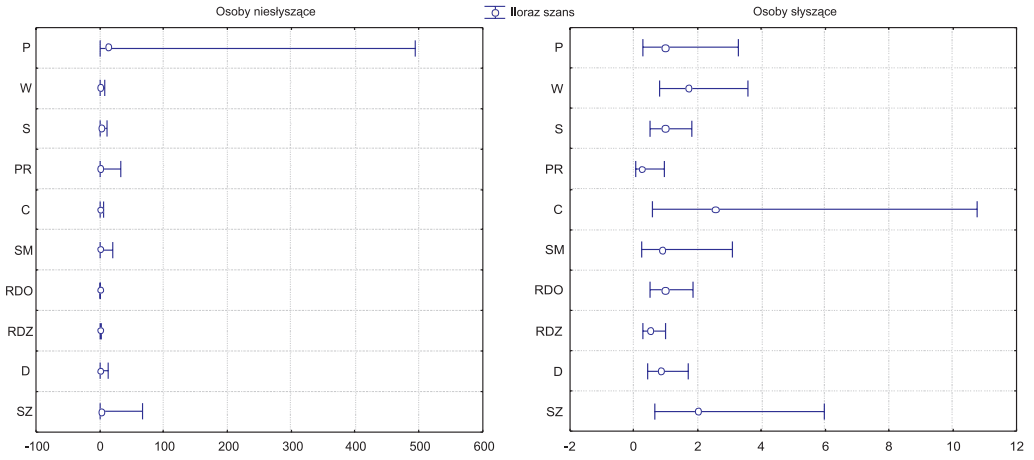 Osoby niesłyszące
Iloraz szans
Osoby słyszące
P
W
S
PR
C
SM
RDO
RDZ
D
SZ
-100 0 100 200 300 400 500 600
P
W
S
PR
C
SM
RDO
RDZ
D
SZ
-2 0 2 4 6 8 10 12